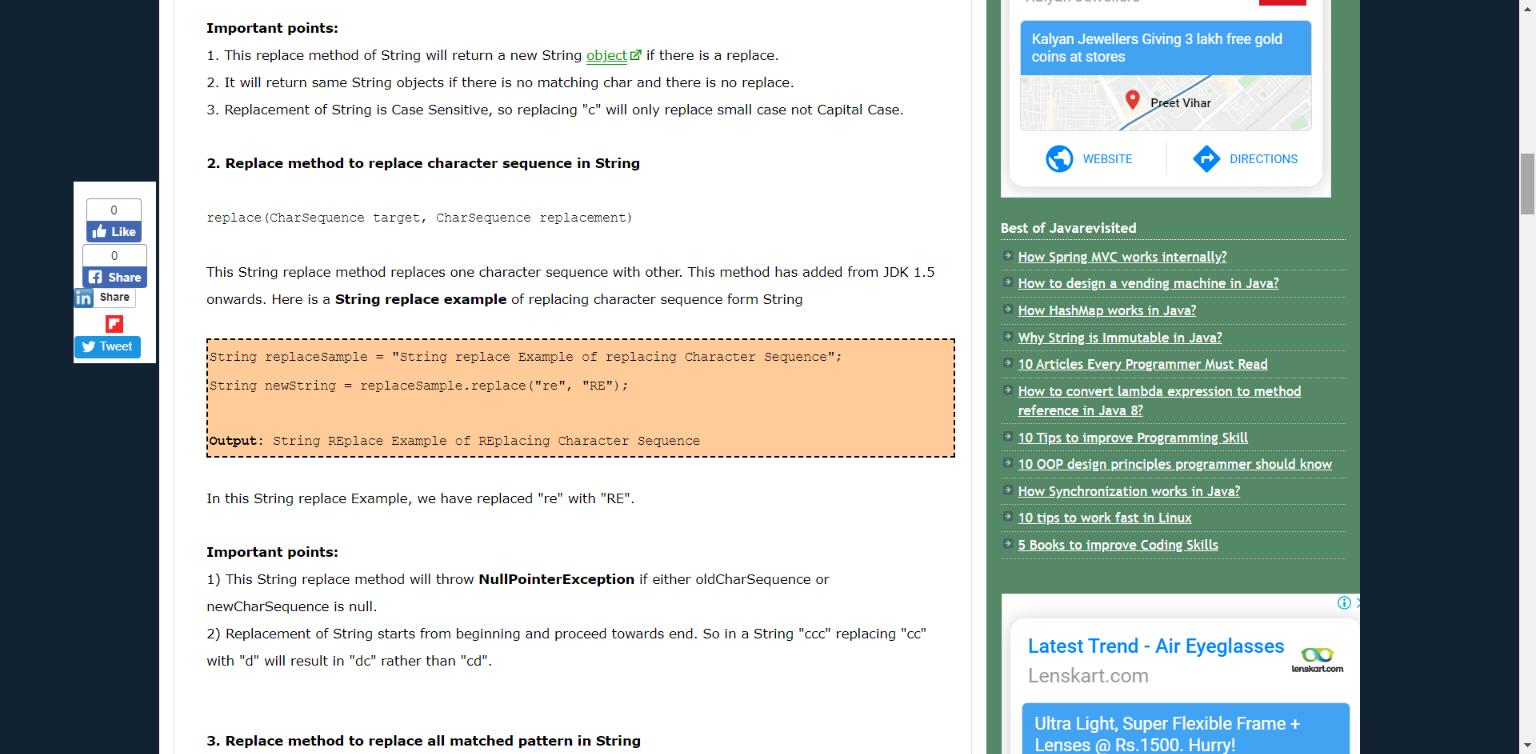 Important points:
1. This replace method of String will return a new String object if there is a replace.
2. It will return same String objects if there is no matching char and there is no replace.
3. Replacement of String is Case Sensitive, so replacing "c" will only replace small case not Capital Case.
2. Replace method to replace character sequence in String
replace(CharSequence target, CharSequence replacement)
This String replace method replaces one character sequence with other. This method has added from JDK 1.5
onwards. Here is a String replace example of replacing character sequence form String
String replaceSample = "String replace Example of replacing Character Sequence";
String newString = replaceSample.replace("re", "RE");
Output: String REplace Example of REplacing Character Sequence
In this String replace Example, we have replaced "re" with "RE".
Important points:
1) This String replace method will throw NullPointerException if either oldCharSequence or
newCharSequence is null.
2) Replacement of String starts from beginning and proceed towards end. So in a String "ccc" replacing "cc"
with "d" will result in "dc" rather than "cd".
3. Replace method to replace all matched pattern in String
0
Like
0
Share
in Share
Tweet
Kalyan Jewellers
Kalyan Jewellers Giving 3 lakh free gold
coins at stores
Preet Vihar
WEBSITE
DIRECTIONS
Best of Javarevisited
How Spring MVC works internally?
How to design a vending machine in Java?
How HashMap works in Java?
Why String is Immutable in Java?
10 Articles Every Programmer Must Read
How to convert lambda expression to method
reference in Java 8?
10 Tips to improve Programming Skill
10 OOP design principles programmer should know
How Synchronization works in Java?
10 tips to work fast in Linux
5 Books to improve Coding Skills
Latest Trend - Air Eyeglasses
Lenskart.com
lenskart.com
Ultra Light, Super Flexible Frame +
Lenses @ Rs.1500. Hurry!